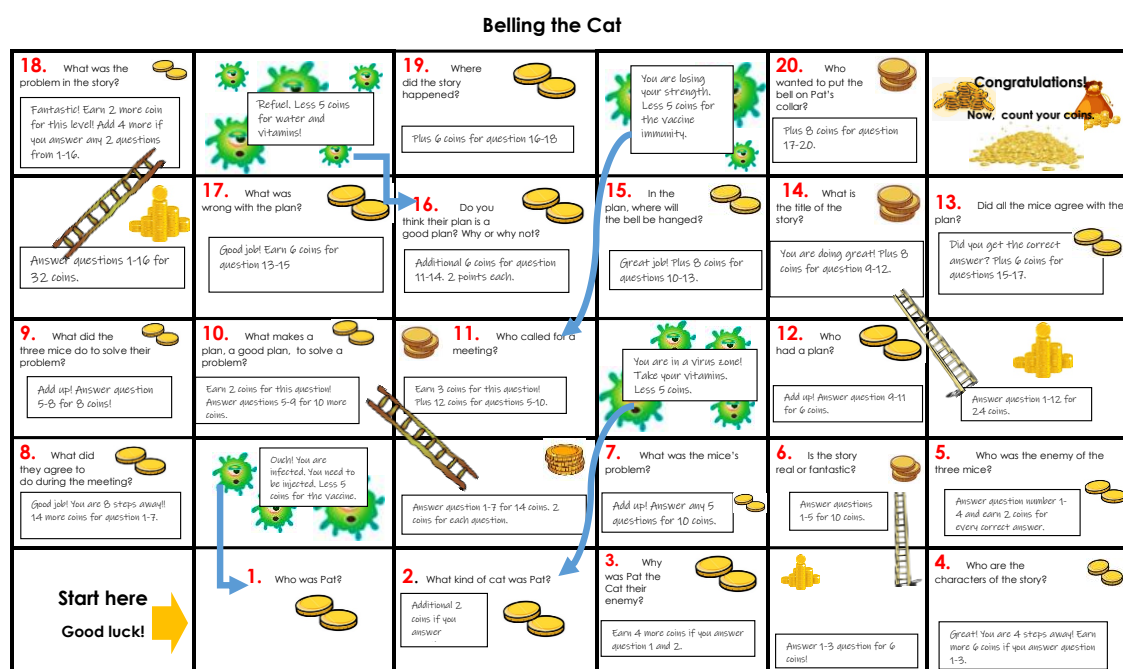 Belling the Cat
18. What was the
problem in the story?
Fantastic! Earn 2 more coin
for this level! Add 4 more if
you answer any 2 questions
from 1-16.
Refuel. Less 5 coins
for water and
vitamins!
19. Where
did the story
happened?
Plus 6 coins for question 16-18
You are losing
your strength.
Less 5 coins for
the vaccine
immunity.
20. Who
wanted to put the
bell on Pat's
collar?
Plus 8 coins for question
17-20.
Congratulations!
Now, count your coins.
Answer questions 1-16 for
32 coins.
17. What was
wrong with the plan?
Good job! Earn 6 coins for
question 13-15
16. Do you
think their plan is a
good plan? Why or why not?
Additional 6 coins for question
11-14. 2 points each.
15. In the
plan, where will
the bell be hanged?
Great job! Plus 8 coins for
questions 10-13.
14. What is
the title of the
story?
You are doing great! Plus 8
coins for question 9-12.
13. Did all the mice agree with the
plan?
Did you get the correct
answer? Plus 6 coins for
questions 15-17.
9. What did the
three mice do to solve their
problem?
Add up! Answer question
5-8 for 8 coins!
10. What makes a
plan, a good plan, to solve a
problem?
Earn 2 coins for this question!
Answer questions 5-9 for 10 more
coins.
11. Who called for a
meeting?
Earn 3 coins for this question!
Plus 12 coins for questions 5-10.
You are in a virus zone!
Take your vitamins.
Less 5 coins.
12. Who
had a plan?
Add up! Answer question 9-11
for 6 coins.
Answer question 1-12 for
24 coins.
8. What did
they agree to
do during the meeting?
Good job! You are 8 steps away!!
14 more coins for question 1-7.
Ouch! You are
infected. You need to
be injected. Less 5
coins for the vaccine.
Answer question 1-7 for 14 coins. 2
coins for each question.
7. What was the mice's
problem?
Add up! Answer any 5
questions for 10 coins.
6. Is the story
real or fantastic?
Answer questions
1-5 for 10 coins.
5. Who was the enemy of the
three mice?
Answer question number 1-
4 and earn 2 coins for
every correct answer.
Start here
Good luck!
1. Who was Pat?
2. What kind of cat was Pat?
Additional 2
coins if you
answer
3. Why
was Pat the
Cat their
enemy?
Earn 4 more coins if you answer
question 1 and 2.
Answer 1-3 question for 6
coins!
4. Who are the
characters of the story?
Great! You are 4 steps away! Earn
more 6 coins if you answer question
1-3.